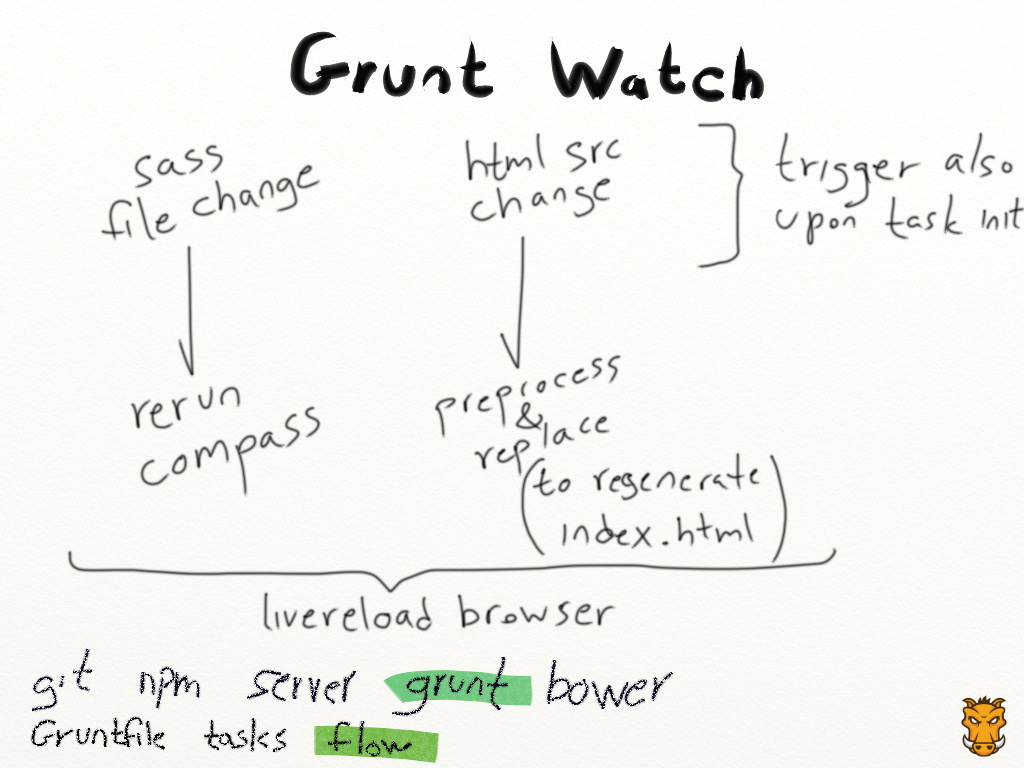 Grunt Watch
sass
file change
html src
change
trigger also
upon task init
rerun
compass
preprocess
&
replace
(to regenerate
index.html)
livereload browser
git npm server grunt bower
Gruntfile tasks flow